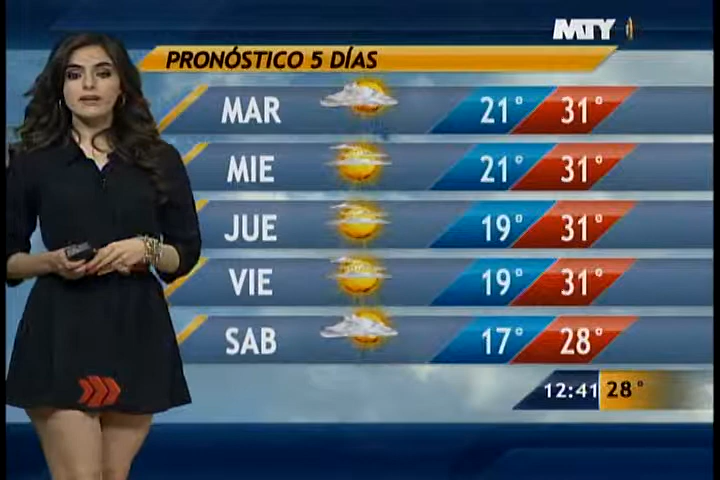 MTY
PRONÓSTICO 5 DÍAS
MAR 21° 31°
MIE 21° 31°
JUE 19° 31°
VIE 19° 31°
SAB 17° 28°
12:41 28°